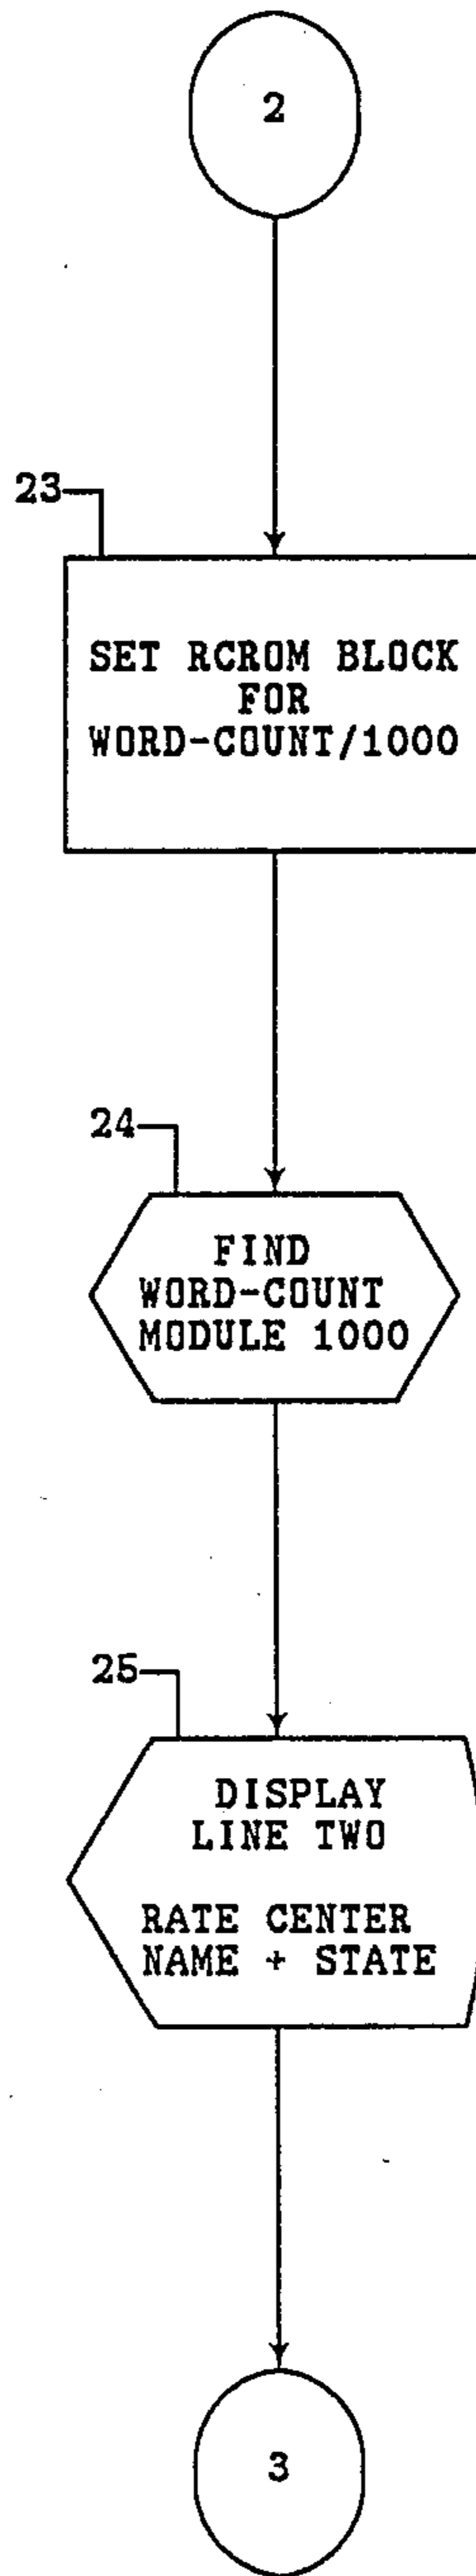 2
23
SET RCROM BLOCK
FOR
WORD-COUNT/1000
24
FIND
WORD-COUNT
MODULE 1000
25
DISPLAY
LINE TWO
RATE CENTER
NAME + STATE
3